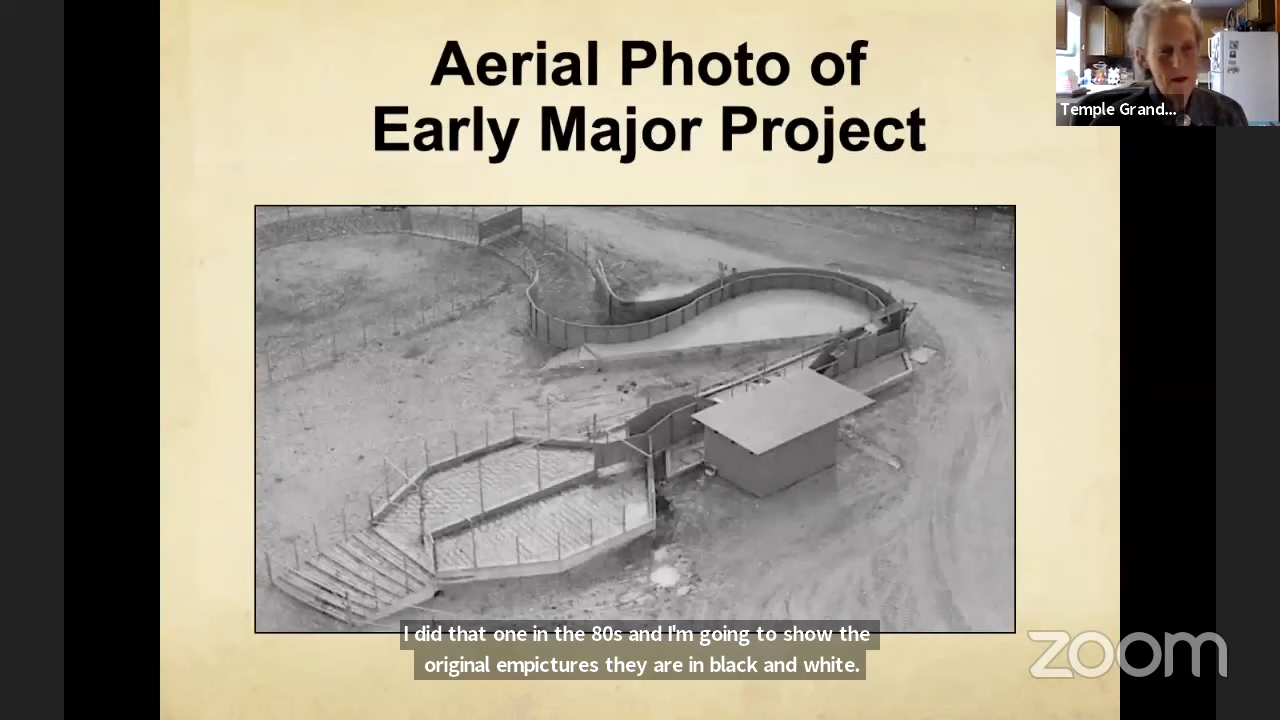 Aerial Photo of
Early Major Project
Temple Grand...
I did that one in the 80s and I'm going to show the
original empictures they are in black and white.
zoom